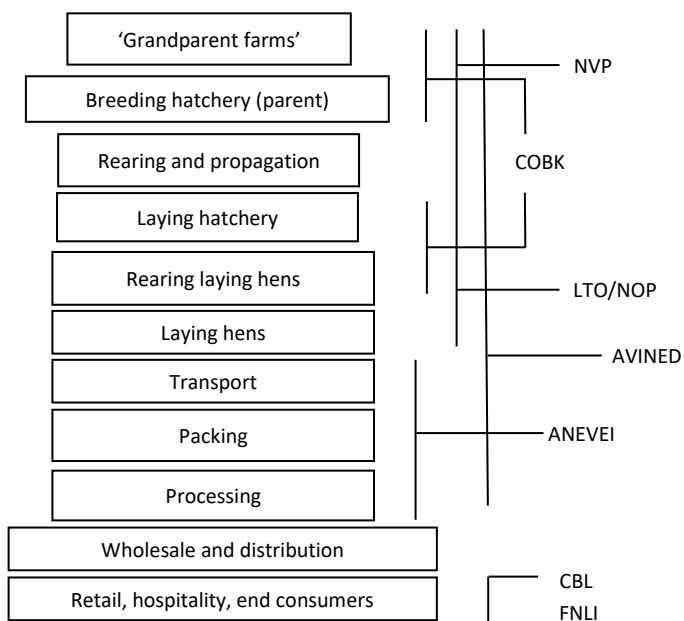 ‘Grandparent farms’
NVP
Breeding hatchery (parent)
Rearing and propagation
COBK
Laying hatchery
Rearing laying hens
LTO/NOP
Laying hens
AVINED
Transport
Packing
ANEVEI
Processing
Wholesale and distribution
CBL
Retail, hospitality, end consumers
FNLI